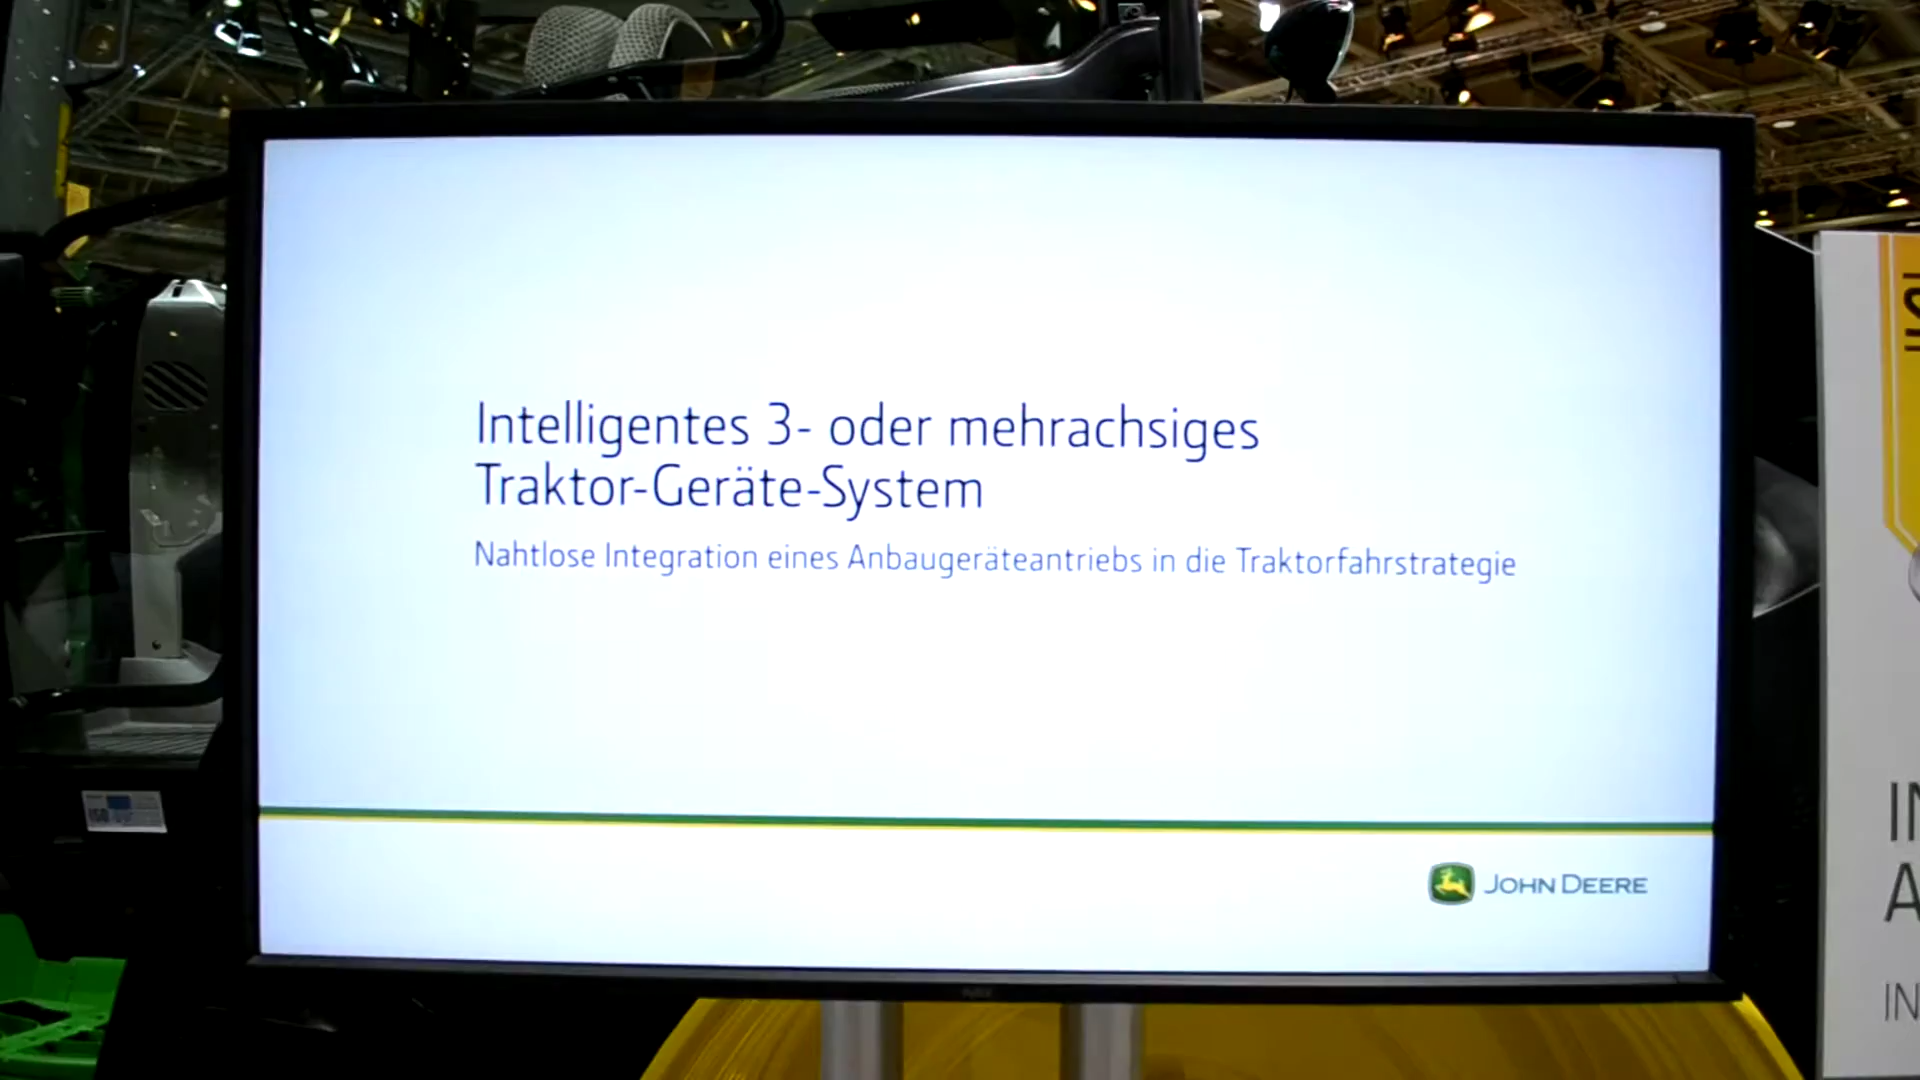 Intelligentes 3- oder mehrachsiges
Traktor-Geräte-System
Nahtlose Integration eines Anbaugeräteantriebs in die Traktorfahrstrategie
JOHN DEERE